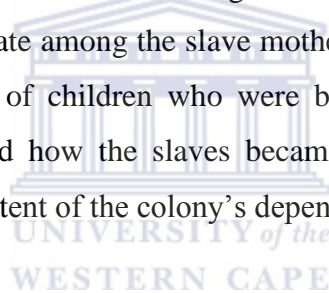 ate among the slave mothe
of children who were b
d how the slaves becam
tent of the colony’s depen
UNIVERSITY of the
WESTERN CAPE